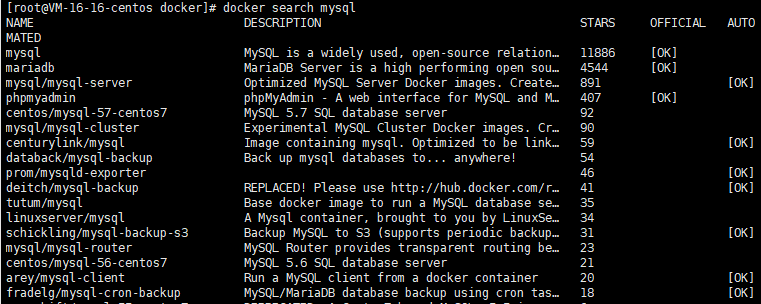 [root@VM-16-16-centos docker]# docker search mysql
NAME DESCRIPTION STARS OFFICIAL AUTO
MATED
mysql MySQL is a widely used, open-source relation… 11886 [OK]
mariadb MariaDB Server is a high performing open sou… 4544 [OK]
mysql/mysql-server Optimized MySQL Server Docker images. Create… 891 [OK]
phpmyadmin phpMyAdmin - A web interface for MySQL and M… 407 [OK]
centos/mysql-57-centos7 MySQL 5.7 SQL database server 92
mysql/mysql-cluster Experimental MySQL Cluster Docker images. Cr… 90
centurylink/mysql Image containing mysql. Optimized to be link… 59 [OK]
databack/mysql-backup Back up mysql databases to... anywhere! 54
prom/mysqld-exporter 46 [OK]
deitch/mysql-backup REPLACED! Please use http://hub.docker.com/r… 41 [OK]
tutum/mysql Base docker image to run a MySQL database se… 35
linuxserver/mysql A Mysql container, brought to you by LinuxSe… 34
schickling/mysql-backup-s3 Backup MySQL to S3 (supports periodic backup… 31 [OK]
mysql/mysql-router MySQL Router provides transparent routing be… 23
centos/mysql-56-centos7 MySQL 5.6 SQL database server 21
arey/mysql-client Run a MySQL client from a docker container 20 [OK]
fradelg/mysql-cron-backup MySQL/MariaDB database backup using cron tas… 18 [OK]